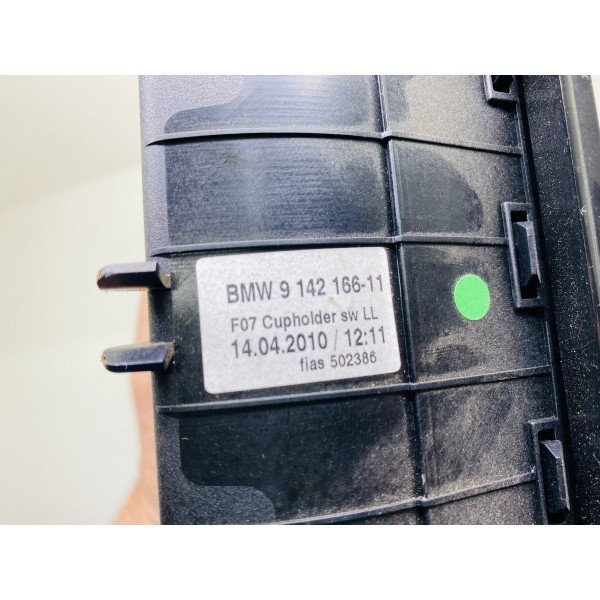 BMW 9 142 166-11
F07 Cupholder sw LL
14.04.2010 / 12:11
fias 502386